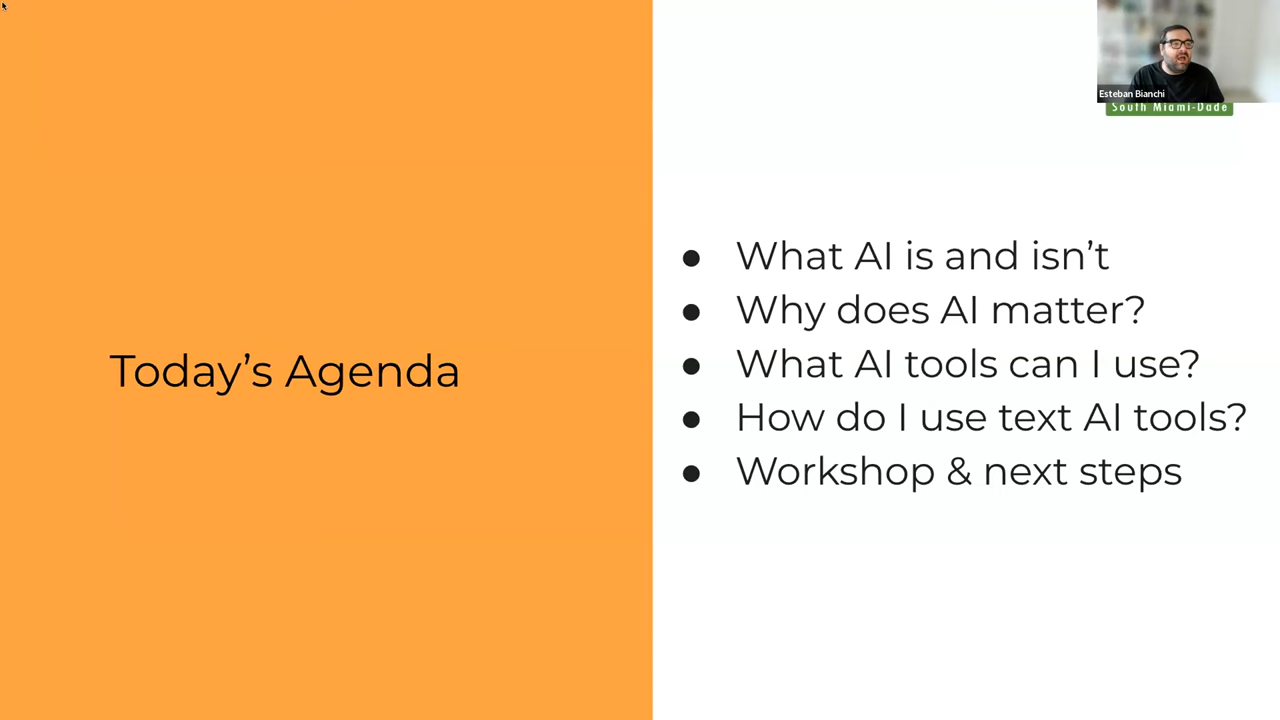 Esteban Bianchi
South Miami-Dade
Today’s Agenda
● What AI is and isn’t
● Why does AI matter?
● What AI tools can I use?
● How do I use text AI tools?
● Workshop & next steps